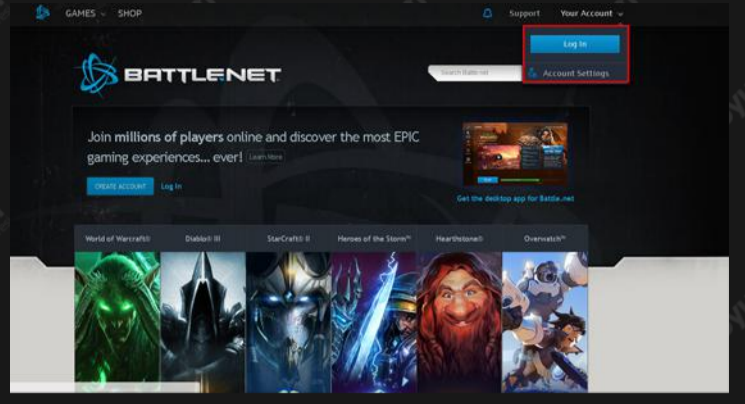 GAMES SHOP Support Your Account
Log In
BATTLE.NET
Search Battle.net
Account Settings
Join millions of players online and discover the most EPIC
gaming experiences... ever! Learn More
CREATE ACCOUNT Log In
Get the desktop app for Battle.net
World of Warcraft® Diablo® III StarCraft® II Heroes of the Storm™ Hearthstone® Overwatch™